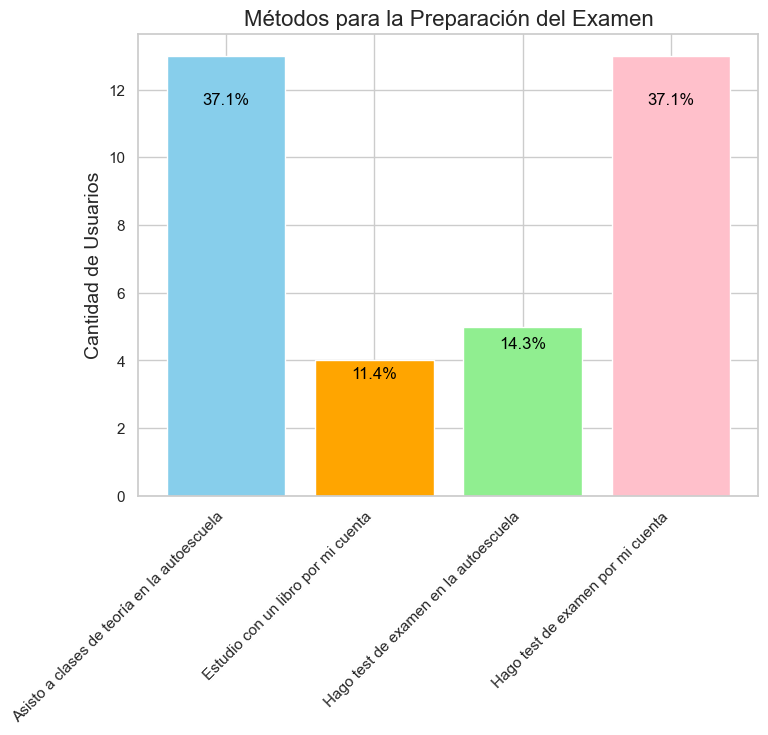 Métodos para la Preparación del Examen
Cantidad de Usuarios
12
10
8
6
4
2
0
37.1%
11.4%
14.3%
37.1%
Asisto a clases de teoría en la autoescuela
Estudio con un libro por mi cuenta
Hago test de examen en la autoescuela
Hago test de examen por mi cuenta